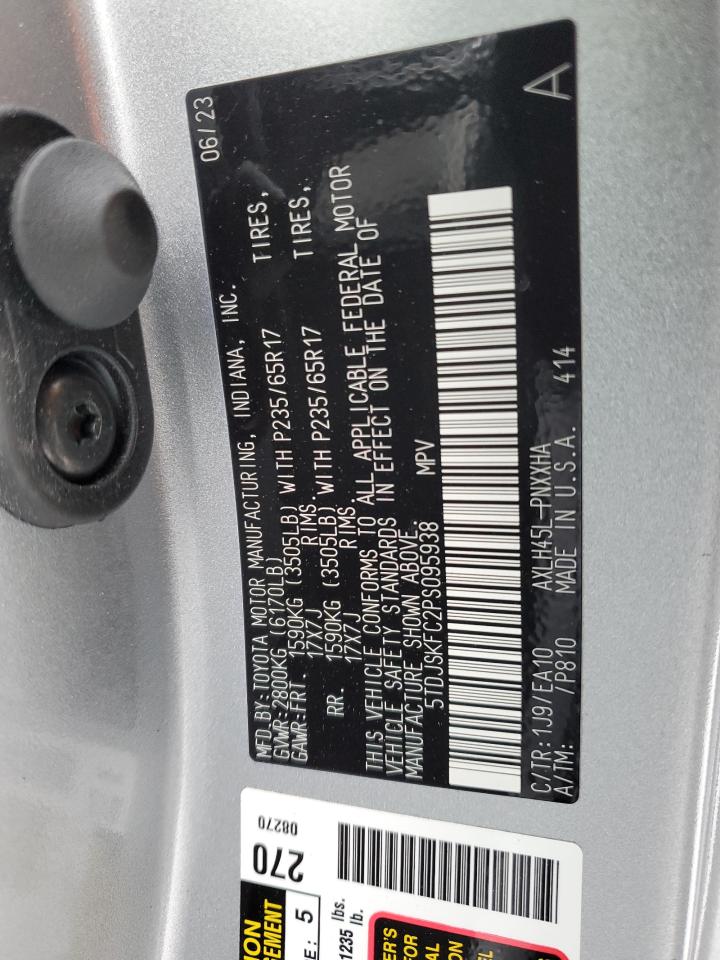 MFD.BY:TOYOTA MOTOR MANUFACTURING, INDIANA, INC. 06/23
GVWR:2800KG (6170LB)
GAWR:FRT. 1590KG (3505LB) WITH P235/65R17 TIRES,
17X7J RIMS,
RR. 1590KG (3505LB) WITH P235/65R17 TIRES,
17X7J RIMS
THIS VEHICLE CONFORMS TO ALL APPLICABLE FEDERAL MOTOR
VEHICLE SAFETY STANDARDS IN EFFECT ON THE DATE OF
MANUFACTURE SHOWN ABOVE.
5TDJSKFC2PS095938 MPV
C/TR:1J9/EA10 AXLH45L-PNXXHA
A/TM: /P810 MADE IN U.S.A. 414
A
270
08270
5
1235 lbs.
lb.